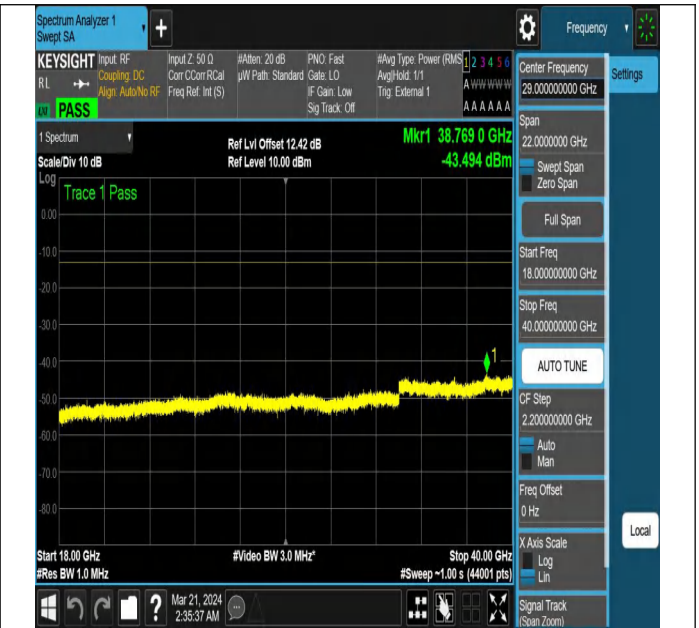 Spectrum Analyzer 1
Swept SA
+
Frequency
KEYSIGHT
Input: RF
Coupling: DC
Align: Auto/No RF
Input Z: 50 Ω
Corr CCorr RCal
Freq Ref: Int (S)
#Atten: 20 dB
µW Path: Standard
PNO: Fast
Gate: LO
IF Gain: Low
Sig Track: Off
#Avg Type: Power (RMS
Avg|Hold: 1/1
Trig: External 1
1 2 3 4 5 6
A W W W W W
A A A A A A
R L
PASS
Center Frequency
29.000000000 GHz
Settings
Span
22.0000000 GHz
Swept Span
Zero Span
Full Span
Start Freq
18.000000000 GHz
Stop Freq
40.000000000 GHz
AUTO TUNE
CF Step
2.200000000 GHz
Auto
Man
Freq Offset
0 Hz
X Axis Scale
Log
Lin
Signal Track
(Span Zoom)
Local
1 Spectrum
Scale/Div 10 dB
Ref Lvl Offset 12.42 dB
Ref Level 10.00 dBm
Mkr1 38.769 0 GHz
-43.494 dBm
Log
Trace 1 Pass
0.00
-10.0
-20.0
-30.0
-40.0
-50.0
-60.0
-70.0
-80.0
1
Start 18.00 GHz
#Res BW 1.0 MHz
#Video BW 3.0 MHz*
Stop 40.00 GHz
#Sweep ~1.00 s (44001 pts)
?
Mar 21, 2024
2:35:37 AM